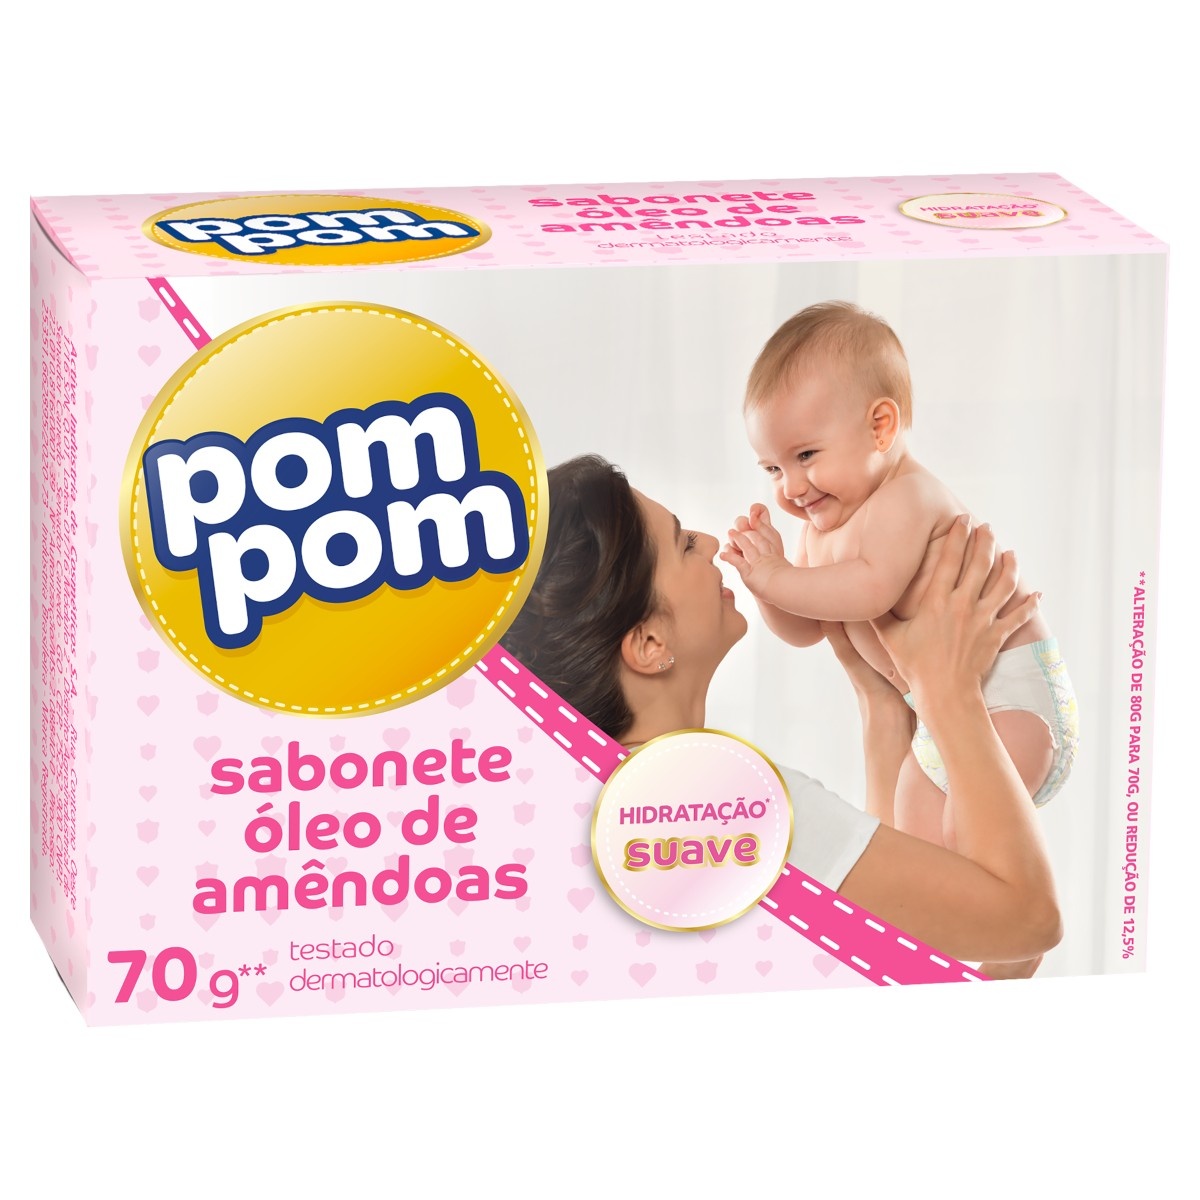 pom
pom
sabonete
óleo de
amêndoas
testado
dermatologicamente
HIDRATAÇÃO*
suave
pom
pom
sabonete
óleo de
amêndoas
70g**
testado
dermatologicamente
HIDRATAÇÃO*
suave
**ALTERAÇÃO DE 80G PARA 70G, OU REDUÇÃO DE 12,5%